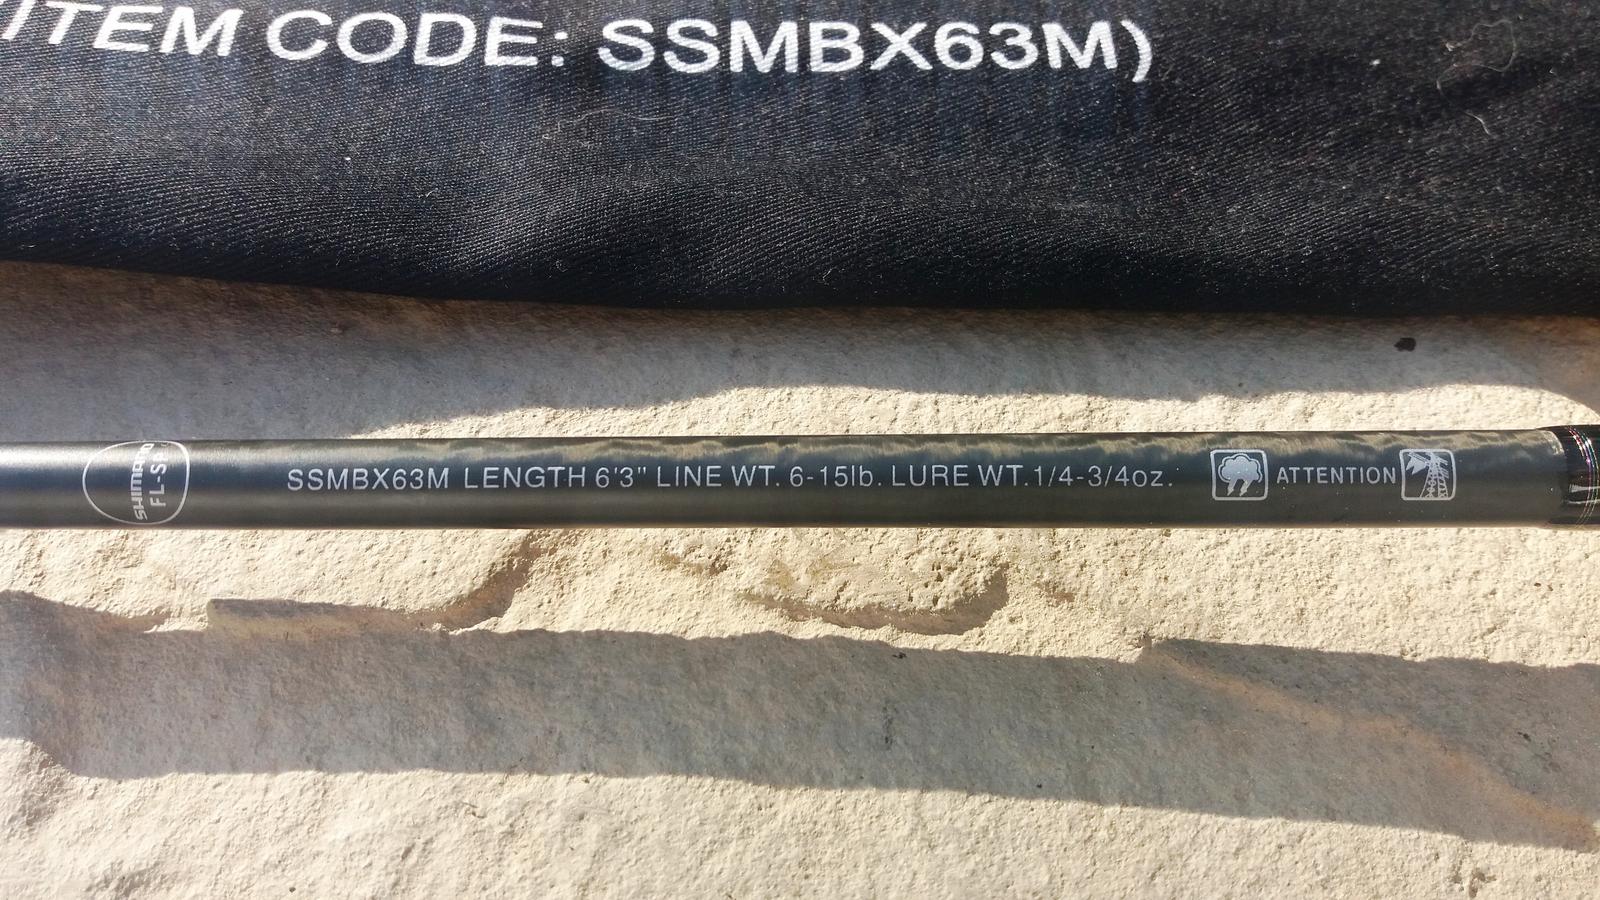 ITEM CODE: SSMBX63M)
SHIMANO
FL-SA
SSMBX63M LENGTH 6'3" LINE WT. 6-15lb. LURE WT.1/4-3/4oz.
ATTENTION